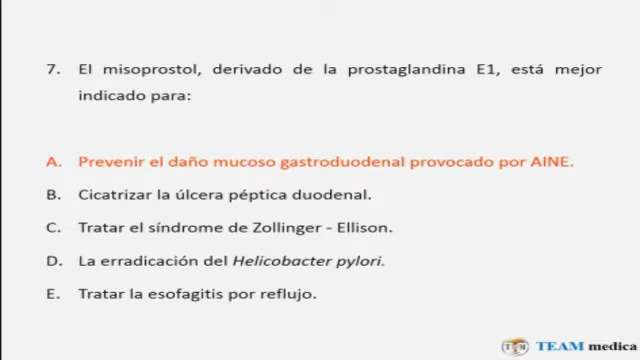 7. El misoprostol, derivado de la prostaglandina E1, está mejor
indicado para:
A. Prevenir el daño mucoso gastroduodenal provocado por AINE.
B. Cicatrizar la úlcera péptica duodenal.
C. Tratar el síndrome de Zollinger - Ellison.
D. La erradicación del Helicobacter pylori.
E. Tratar la esofagitis por reflujo.
TEAM medica